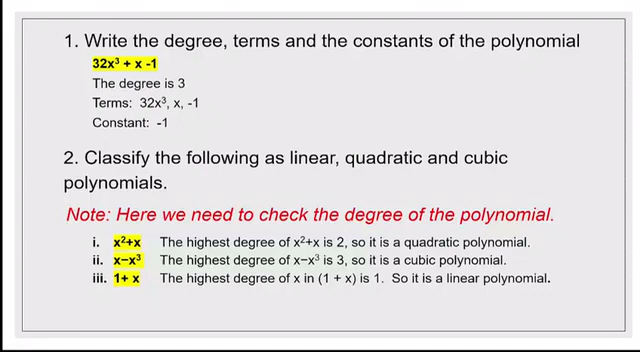 1. Write the degree, terms and the constants of the polynomial
32x³ + x -1
The degree is 3
Terms: 32x³, x, -1
Constant: -1
2. Classify the following as linear, quadratic and cubic
polynomials.
Note: Here we need to check the degree of the polynomial.
i. x²+x The highest degree of x²+x is 2, so it is a quadratic polynomial.
ii. x−x³ The highest degree of x−x³ is 3, so it is a cubic polynomial.
iii. 1+ x The highest degree of x in (1 + x) is 1. So it is a linear polynomial.